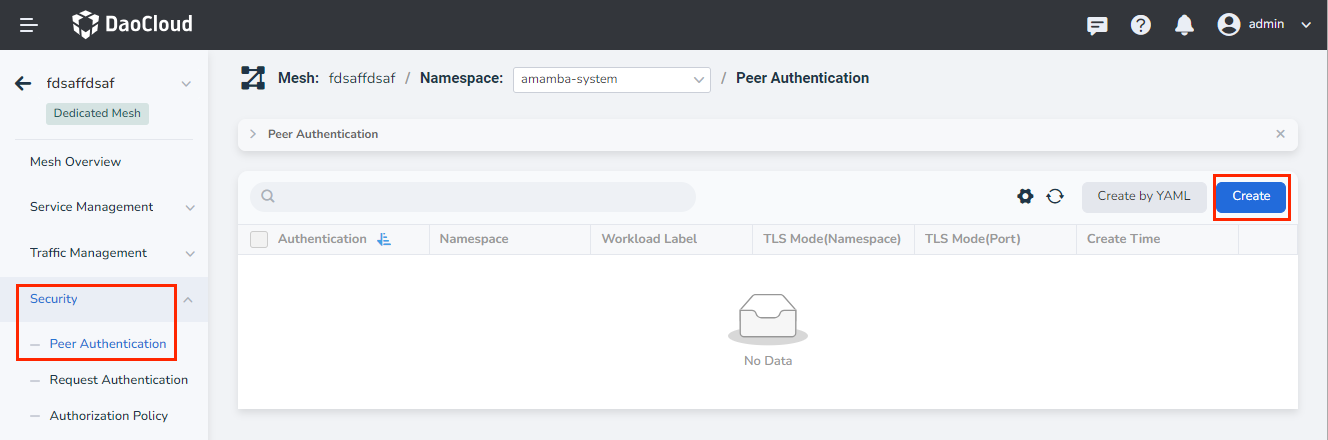 DaoCloud
admin
fdsaffdsaf
Dedicated Mesh
Mesh Overview
Service Management
Traffic Management
Security
Peer Authentication
Request Authentication
Authorization Policy
Mesh: fdsaffdsaf / Namespace: amamba-system / Peer Authentication
Peer Authentication
Create by YAML Create
Authentication Namespace Workload Label TLS Mode(Namespace) TLS Mode(Port) Create Time
No Data